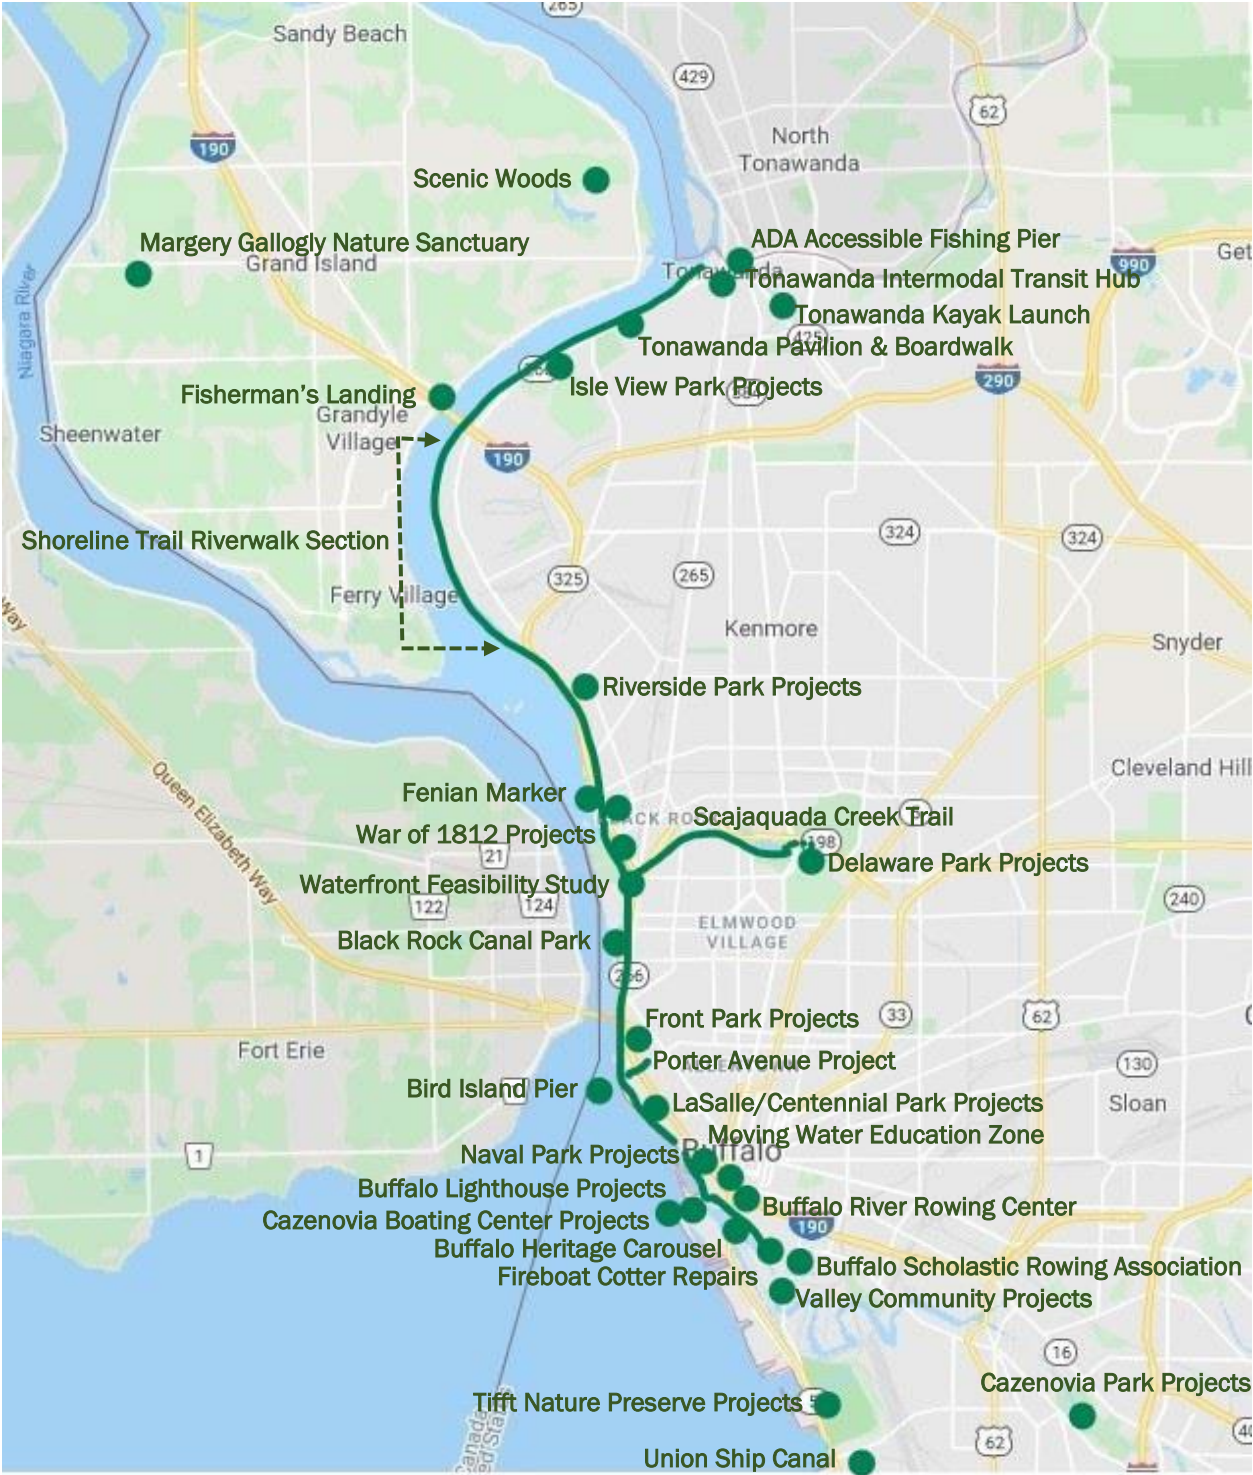 265
Sandy Beach
429
62
190
North
Tonawanda
Scenic Woods
Margery Gallogly Nature Sanctuary
Grand Island
ADA Accessible Fishing Pier
990
Get
Tonawanda
Tonawanda Intermodal Transit Hub
Niagara River
Tonawanda Kayak Launch
425
Tonawanda Pavilion & Boardwalk
Isle View Park Projects
290
Fisherman's Landing
Grandyle
Village
Sheenwater
190
Shoreline Trail Riverwalk Section
324
324
325
265
Ferry Village
Way
Kenmore
Snyder
Riverside Park Projects
Queen Elizabeth Way
Cleveland Hill
Fenian Marker
Scajaquada Creek Trail
War of 1812 Projects
198
21
Delaware Park Projects
Waterfront Feasibility Study
122
124
240
ELMWOOD
VILLAGE
Black Rock Canal Park
266
Front Park Projects
33
62
Fort Erie
Porter Avenue Project
130
Bird Island Pier
LaSalle/Centennial Park Projects
Sloan
Moving Water Education Zone
Buffalo
1
Naval Park Projects
Buffalo Lighthouse Projects
Buffalo River Rowing Center
Cazenovia Boating Center Projects
190
Buffalo Heritage Carousel
Buffalo Scholastic Rowing Association
Fireboat Cotter Repairs
Valley Community Projects
16
Cazenovia Park Projects
Tifft Nature Preserve Projects
5
62
Canada
Union Ship Canal